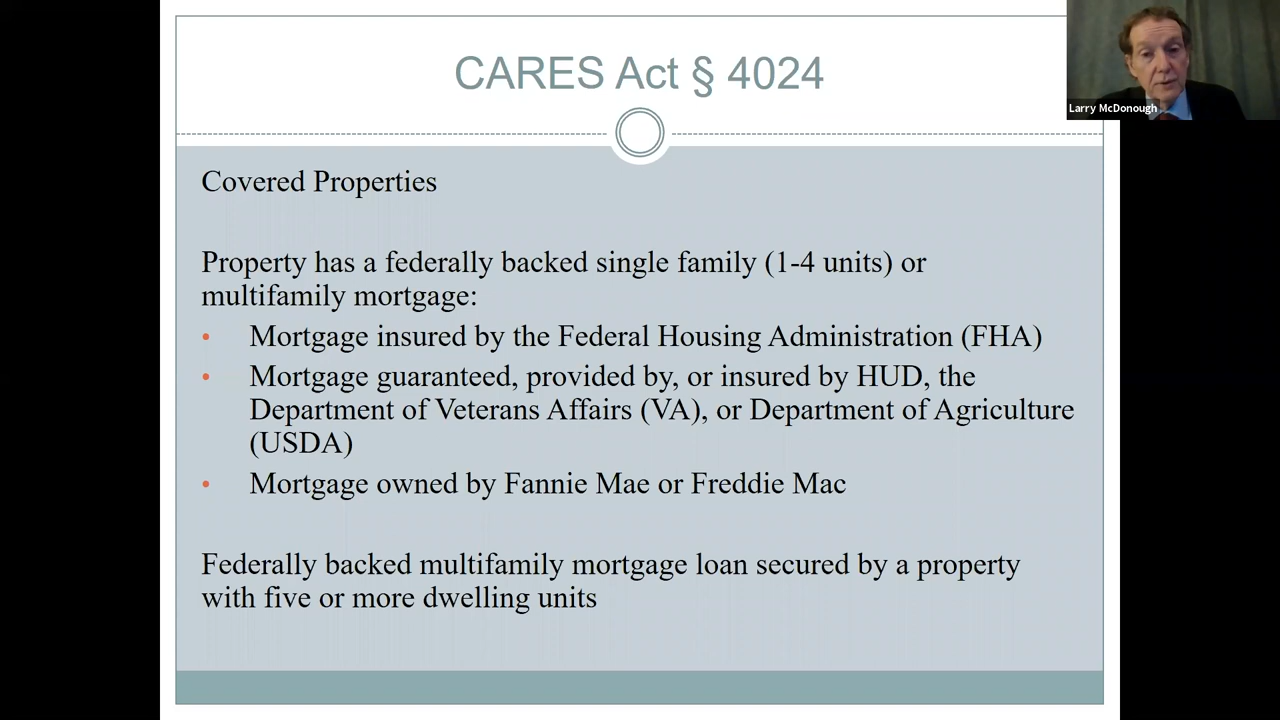 CARES Act § 4024
Larry McDonough
Covered Properties
Property has a federally backed single family (1-4 units) or
multifamily mortgage:
• Mortgage insured by the Federal Housing Administration (FHA)
• Mortgage guaranteed, provided by, or insured by HUD, the
Department of Veterans Affairs (VA), or Department of Agriculture
(USDA)
• Mortgage owned by Fannie Mae or Freddie Mac
Federally backed multifamily mortgage loan secured by a property
with five or more dwelling units